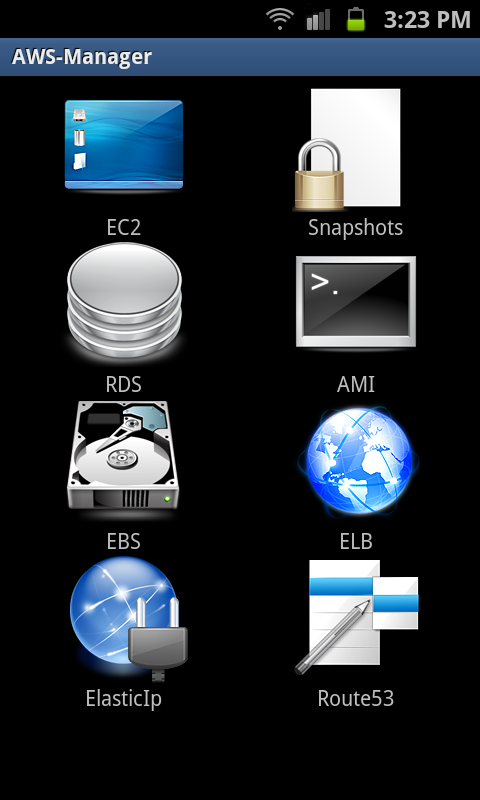 3:23 PM
AWS-Manager
EC2
Snapshots
>.
RDS
AMI
EBS
ELB
ElasticIp
Route53